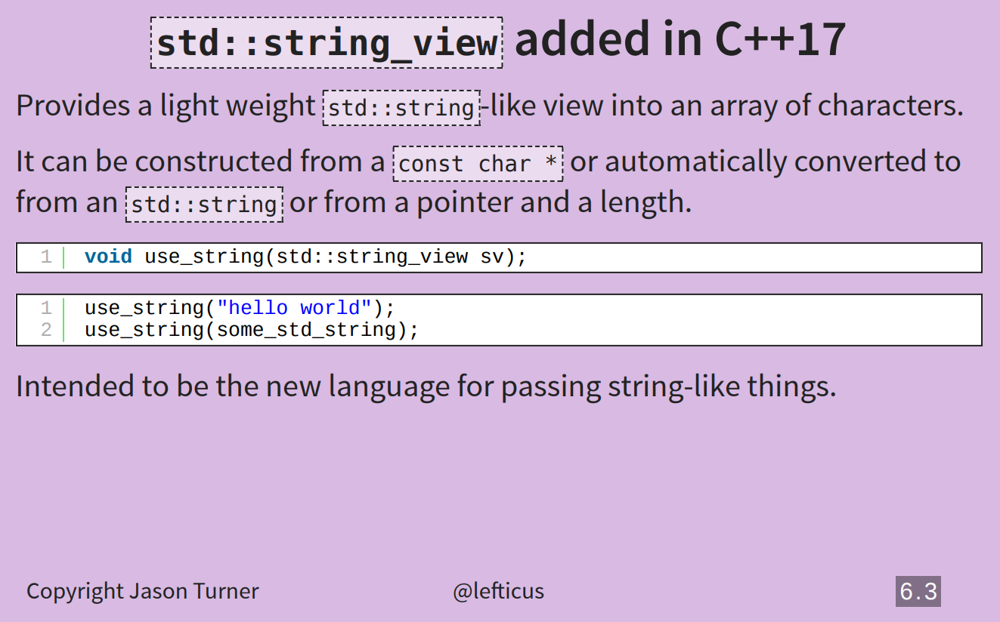 std::string_view added in C++17
Provides a light weight std::string-like view into an array of characters.
It can be constructed from a const char * or automatically converted to
from an std::string or from a pointer and a length.
1 void use_string(std::string_view sv);
1 use_string("hello world");
2 use_string(some_std_string);
Intended to be the new language for passing string-like things.
Copyright Jason Turner @lefticus 6.3